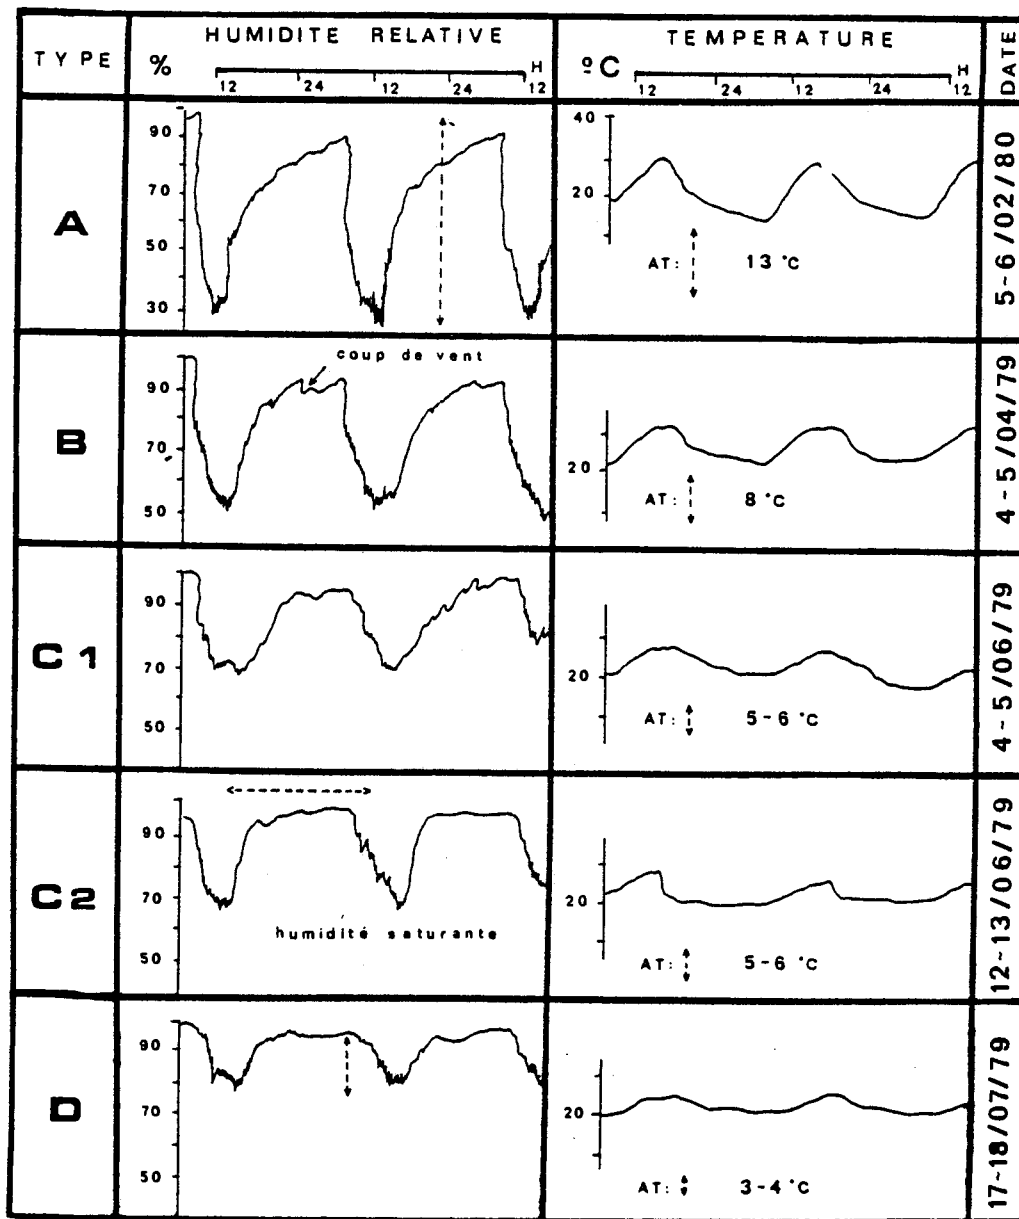 TYPE HUMIDITE RELATIVE TEMPERATURE DATE
% 12 24 12 24 12 H
ºC 12 24 12 24 12 H
A
90
70
50
30
40
20
AT: 13 °C
5-6/02/80
B
coup de vent
90
70
50
20
AT: 8 °C
4-5/04/79
C1
90
70
50
20
AT: 5-6 °C
4-5/06/79
C2
90
70
50
humidité saturante
20
AT: 5-6 °C
12-13/06/79
D
90
70
50
20
AT: 3-4 °C
17-18/07/79